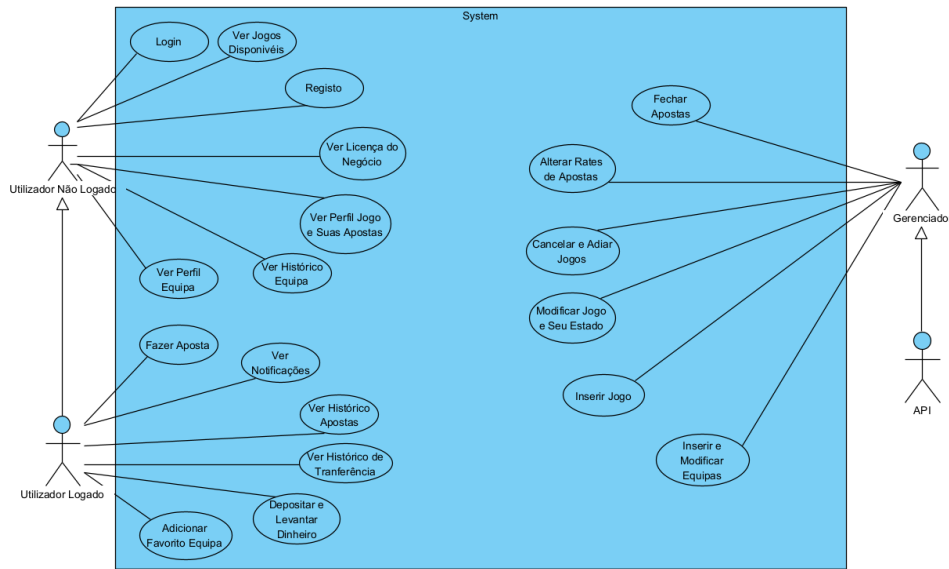 System
Login
Ver Jogos
Disponivéis
Registo
Ver Licença do
Negócio
Utilizador Não Logado
Ver Perfil Jogo
e Suas Apostas
Ver Perfil
Equipa
Ver Histórico
Equipa
Fechar
Apostas
Alterar Rates
de Apostas
Gerenciado
Cancelar e Adiar
Jogos
Modificar Jogo
e Seu Estado
Inserir Jogo
API
Inserir e
Modificar
Equipas
Fazer Aposta
Ver
Notificações
Ver Histórico
Apostas
Ver Histórico de
Tranferência
Utilizador Logado
Depositar e
Levantar
Dinheiro
Adicionar
Favorito Equipa